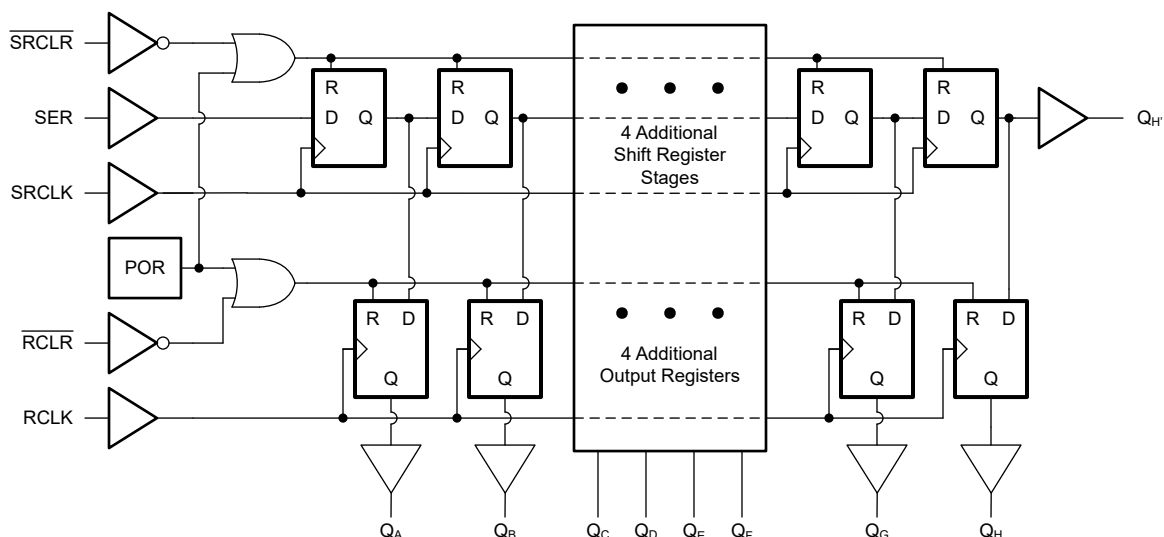 SRCLR
SER
SRCLK
POR
RCLR
RCLK
R
D Q
R
D Q
4 Additional
Shift Register
Stages
R
D Q
R
D Q
QH'
R D
Q
R D
Q
4 Additional
Output Registers
R D
Q
R D
Q
QA
QB
QC
QD
QE
QF
QG
QH